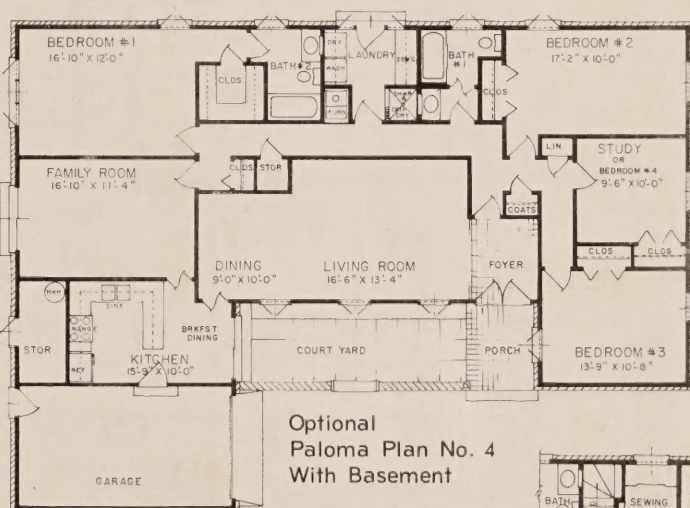 BEDROOM #1
16'-10" X 12'-0"
CLOS.
BATH #2
DRY
WASH
LAUNDRY
FURN
BATH
#1
CLOS
BEDROOM #2
17'-2" X 10'-0"
FAMILY ROOM
16'-10" X 11'-4"
CLOS.
STOR
LIN
STUDY
OR
BEDROOM #4
9'-6" X 10'-0"
COATS
CLOS.
CLOS.
DINING
9'-0" X 10'-0"
LIVING ROOM
16'-6" X 13'-4"
FOYER
SINK
RANGE
REF
STOR
BRKFST.
DINING
KITCHEN
15'-9" X 10'-0"
COURT YARD
PORCH
BEDROOM #3
13'-9" X 10'-8"
GARAGE
Optional
Paloma Plan No. 4
With Basement
BATH
SEWING